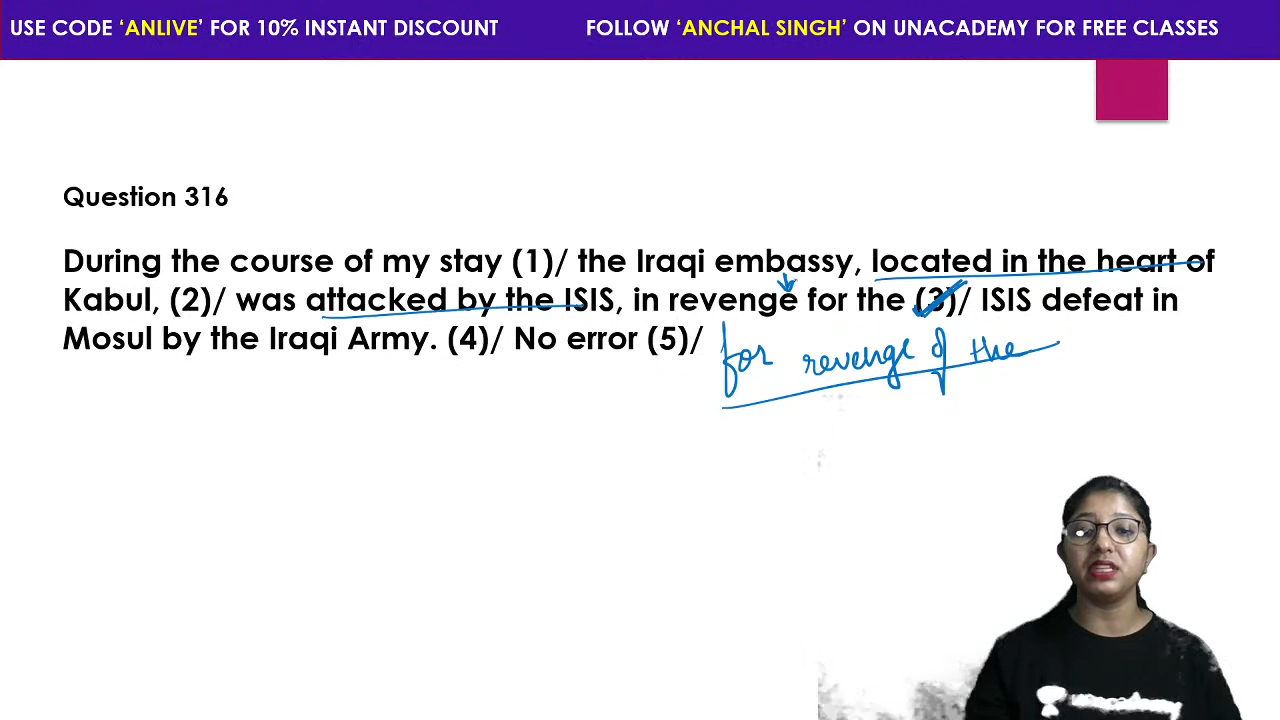 USE CODE ‘ANLIVE’ FOR 10% INSTANT DISCOUNT
FOLLOW ‘ANCHAL SINGH’ ON UNACADEMY FOR FREE CLASSES
Question 316
During the course of my stay (1)/ the Iraqi embassy, located in the heart of
Kabul, (2)/ was attacked by the ISIS, in revenge for the (3)/ ISIS defeat in
Mosul by the Iraqi Army. (4)/ No error (5)/
for revenge of the